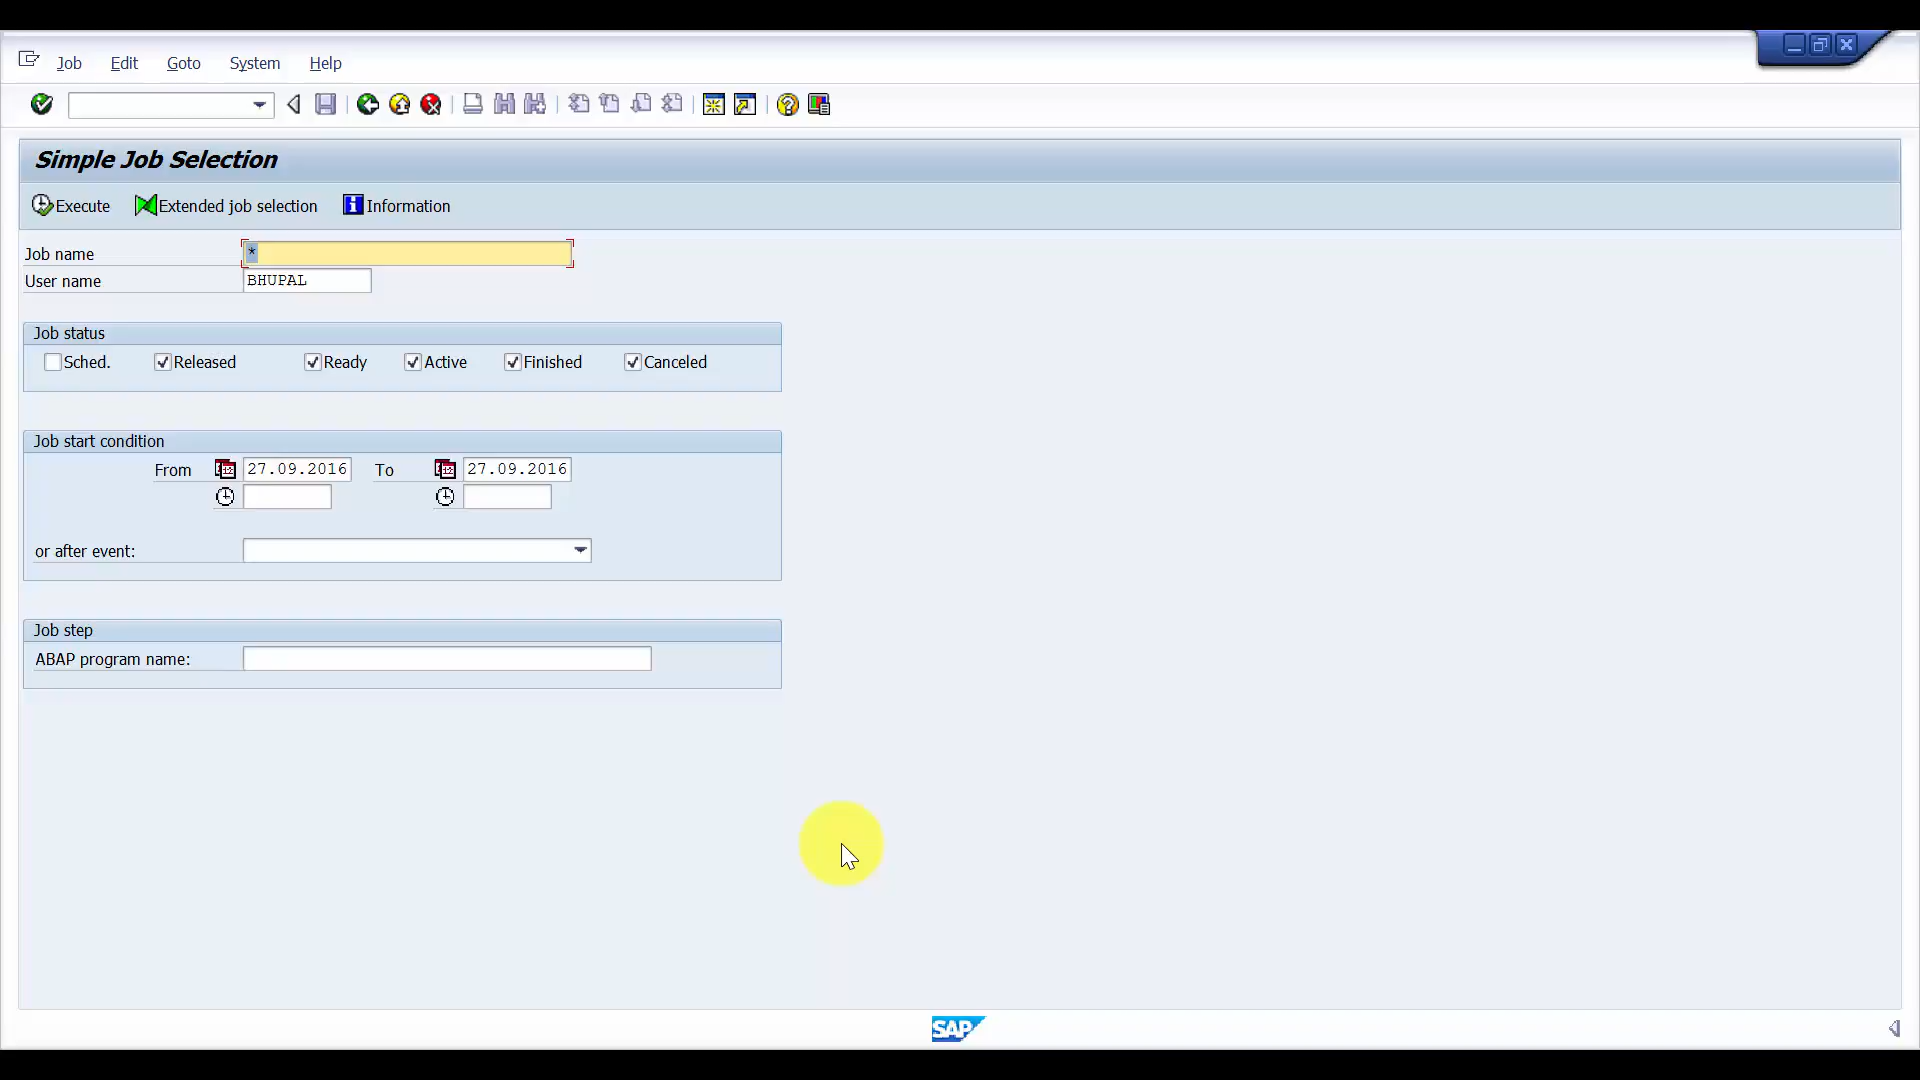 Job Edit Goto System Help
Simple Job Selection
Execute Extended job selection Information
Job name *
User name BHUPAL
Job status
Sched. Released Ready Active Finished Canceled
Job start condition
From 27.09.2016 To 27.09.2016
or after event:
Job step
ABAP program name:
SAP